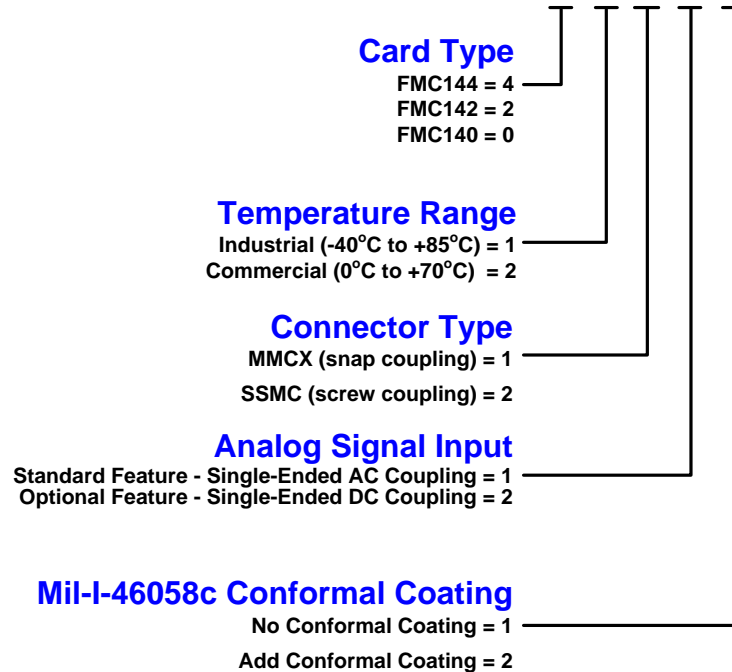 Card Type
FMC144 = 4
FMC142 = 2
FMC140 = 0
Temperature Range
Industrial (-40°C to +85°C) = 1
Commercial (0°C to +70°C) = 2
Connector Type
MMCX (snap coupling) = 1
SSMC (screw coupling) = 2
Analog Signal Input
Standard Feature - Single-Ended AC Coupling = 1
Optional Feature - Single-Ended DC Coupling = 2
Mil-I-46058c Conformal Coating
No Conformal Coating = 1
Add Conformal Coating = 2